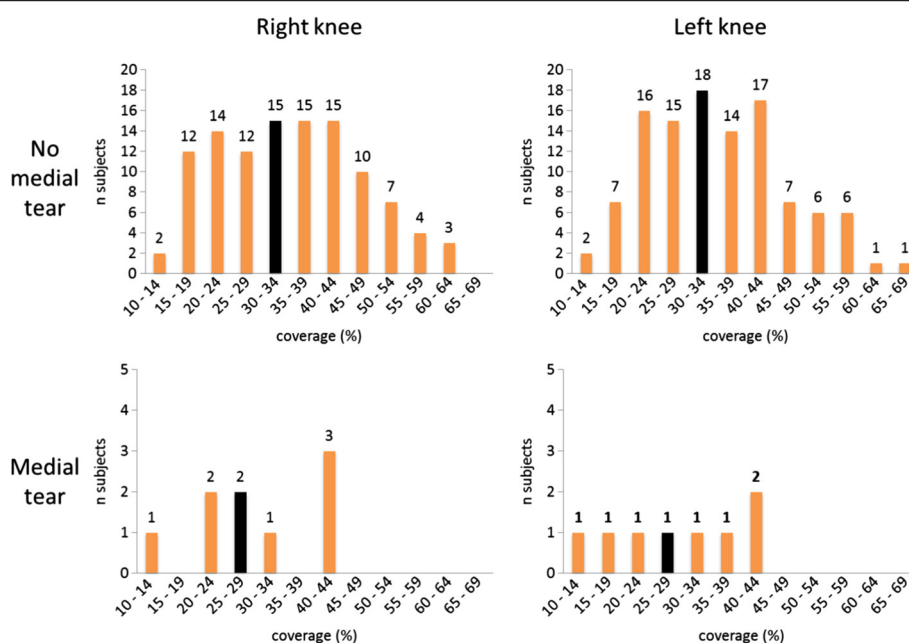 Right knee
Left knee
No
medial
tear
n subjects
20
18
16
14
12
10
8
6
4
2
0
2
12
14
12
15
15
15
10
7
4
3
10 - 14
15 - 19
20 - 24
25 - 29
30 - 34
35 - 39
40 - 44
45 - 49
50 - 54
55 - 59
60 - 64
65 - 69
coverage (%)
n subjects
20
18
16
14
12
10
8
6
4
2
0
2
7
16
15
18
14
17
7
6
6
1
1
10 - 14
15 - 19
20 - 24
25 - 29
30 - 34
35 - 39
40 - 44
45 - 49
50 - 54
55 - 59
60 - 64
65 - 69
coverage (%)
Medial
tear
n subjects
5
4
3
2
1
0
1
2
2
1
3
10 - 14
15 - 19
20 - 24
25 - 29
30 - 34
35 - 39
40 - 44
45 - 49
50 - 54
55 - 59
60 - 64
65 - 69
coverage (%)
n subjects
5
4
3
2
1
0
1
1
1
1
1
1
2
10 - 14
15 - 19
20 - 24
25 - 29
30 - 34
35 - 39
40 - 44
45 - 49
50 - 54
55 - 59
60 - 64
65 - 69
coverage (%)